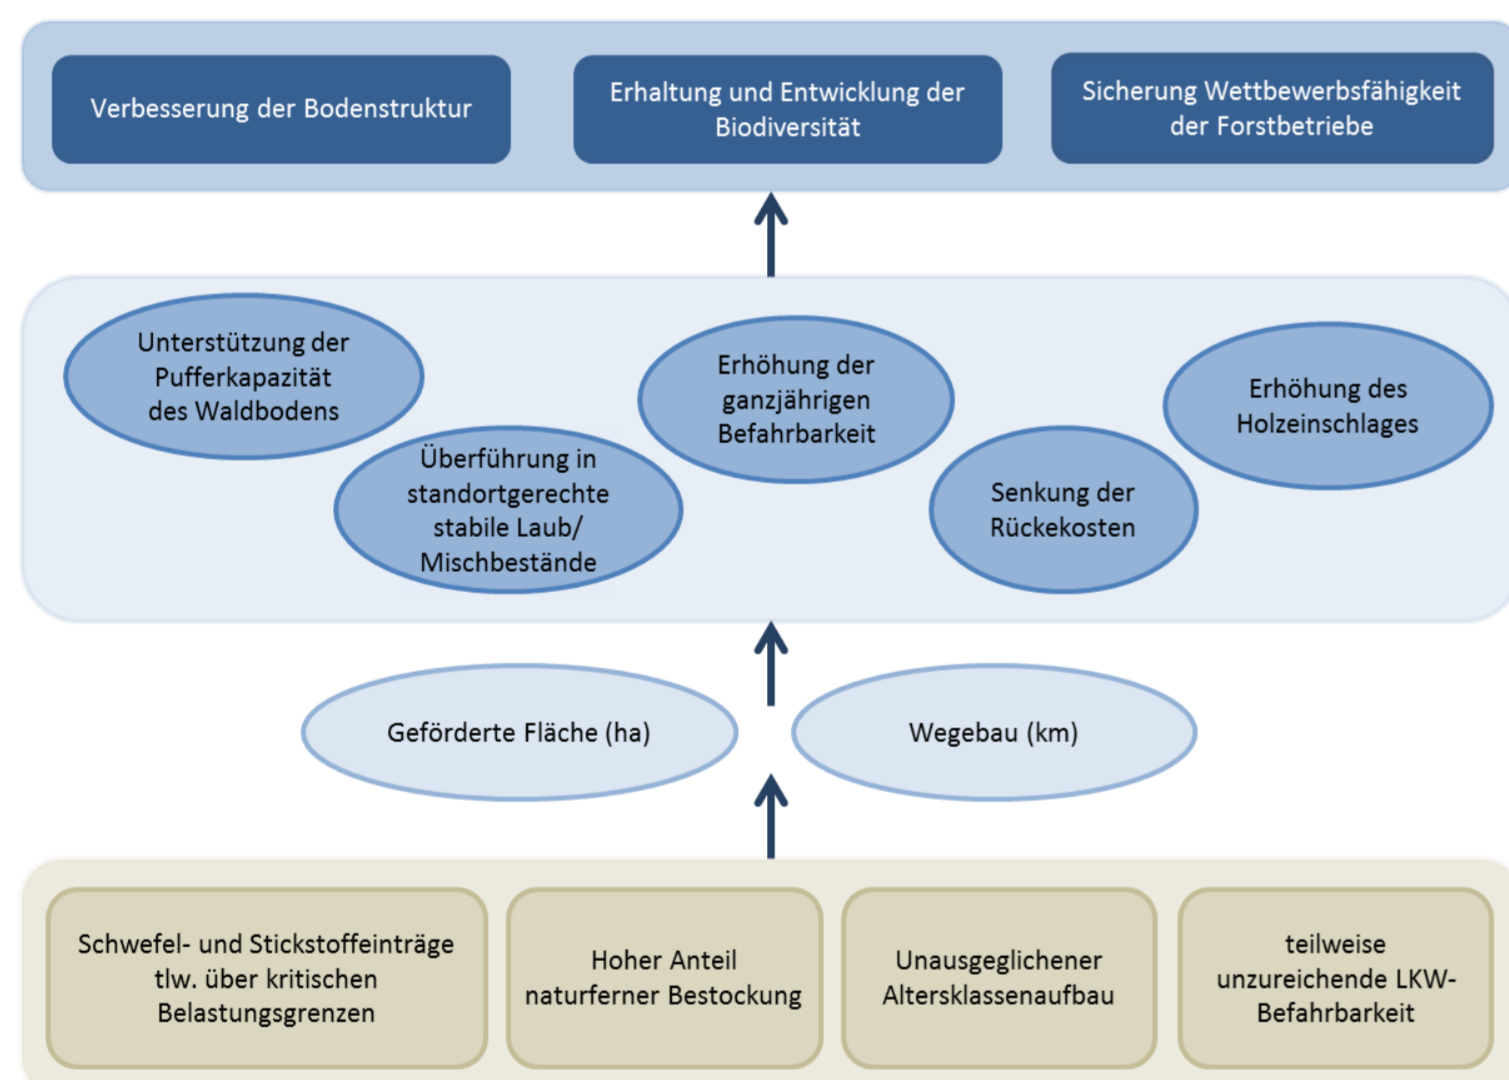 Verbesserung der Bodenstruktur
Erhaltung und Entwicklung der
Biodiversität
Sicherung Wettbewerbsfähigkeit
der Forstbetriebe
Unterstützung der
Pufferkapazität
des Waldbodens
Überführung in
standortgerechte
stabile Laub/
Mischbestände
Erhöhung der
ganzjährigen
Befahrbarkeit
Senkung der
Rückekosten
Erhöhung des
Holzeinschlages
Geförderte Fläche (ha)
Wegebau (km)
Schwefel- und Stickstoffeinträge
tlw. über kritischen
Belastungsgrenzen
Hoher Anteil
naturferner Bestockung
Unausgeglichener
Altersklassenaufbau
teilweise
unzureichende LKW-
Befahrbarkeit